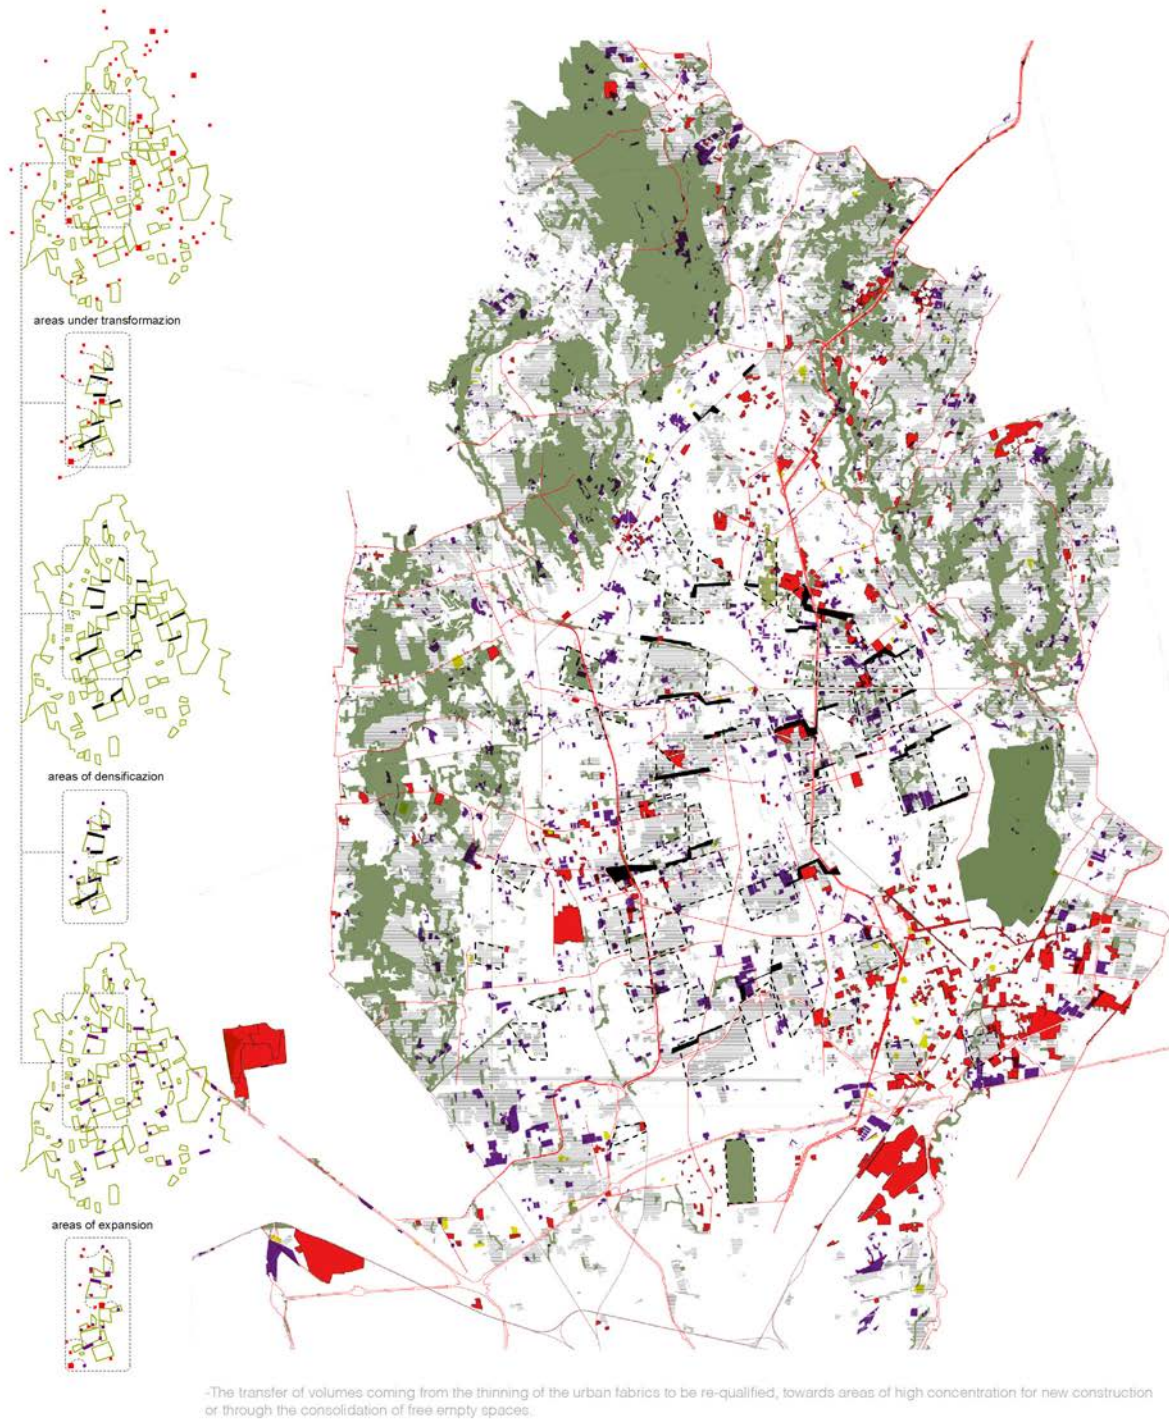 areas under transformazion
areas of densificazion
areas of expansion
-The transfer of volumes coming from the thinning of the urban fabrics to be re-qualified, towards areas of high concentration for new construction
or through the consolidation of free empty spaces.